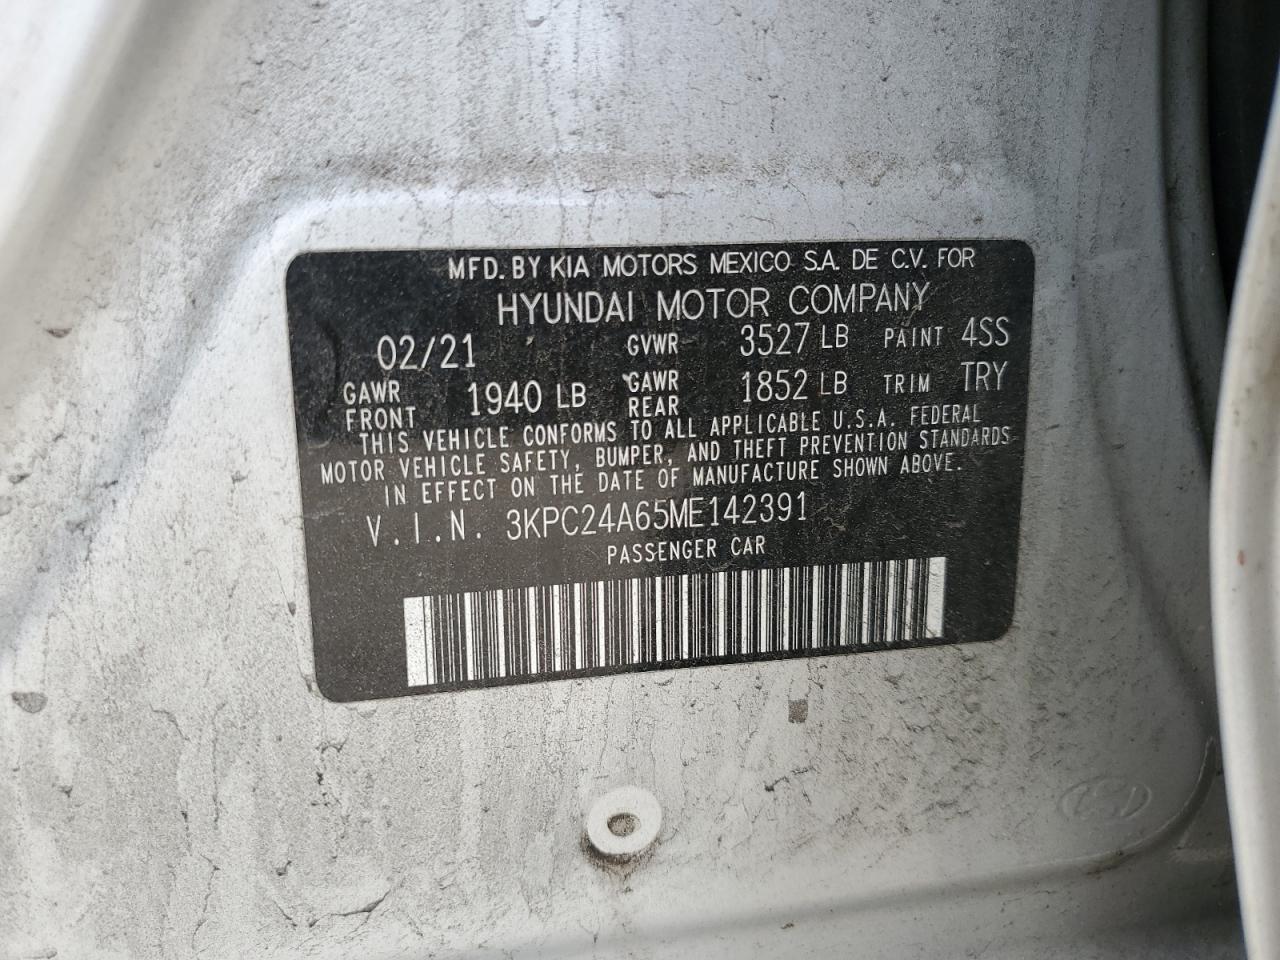 MFD. BY KIA MOTORS MEXICO S.A. DE C.V. FOR
HYUNDAI MOTOR COMPANY
02/21 GVWR 3527 LB PAINT 4SS
GAWR FRONT 1940 LB GAWR REAR 1852 LB TRIM TRY
THIS VEHICLE CONFORMS TO ALL APPLICABLE U.S.A. FEDERAL
MOTOR VEHICLE SAFETY, BUMPER, AND THEFT PREVENTION STANDARDS
IN EFFECT ON THE DATE OF MANUFACTURE SHOWN ABOVE.
V.I.N. 3KPC24A65ME142391
PASSENGER CAR